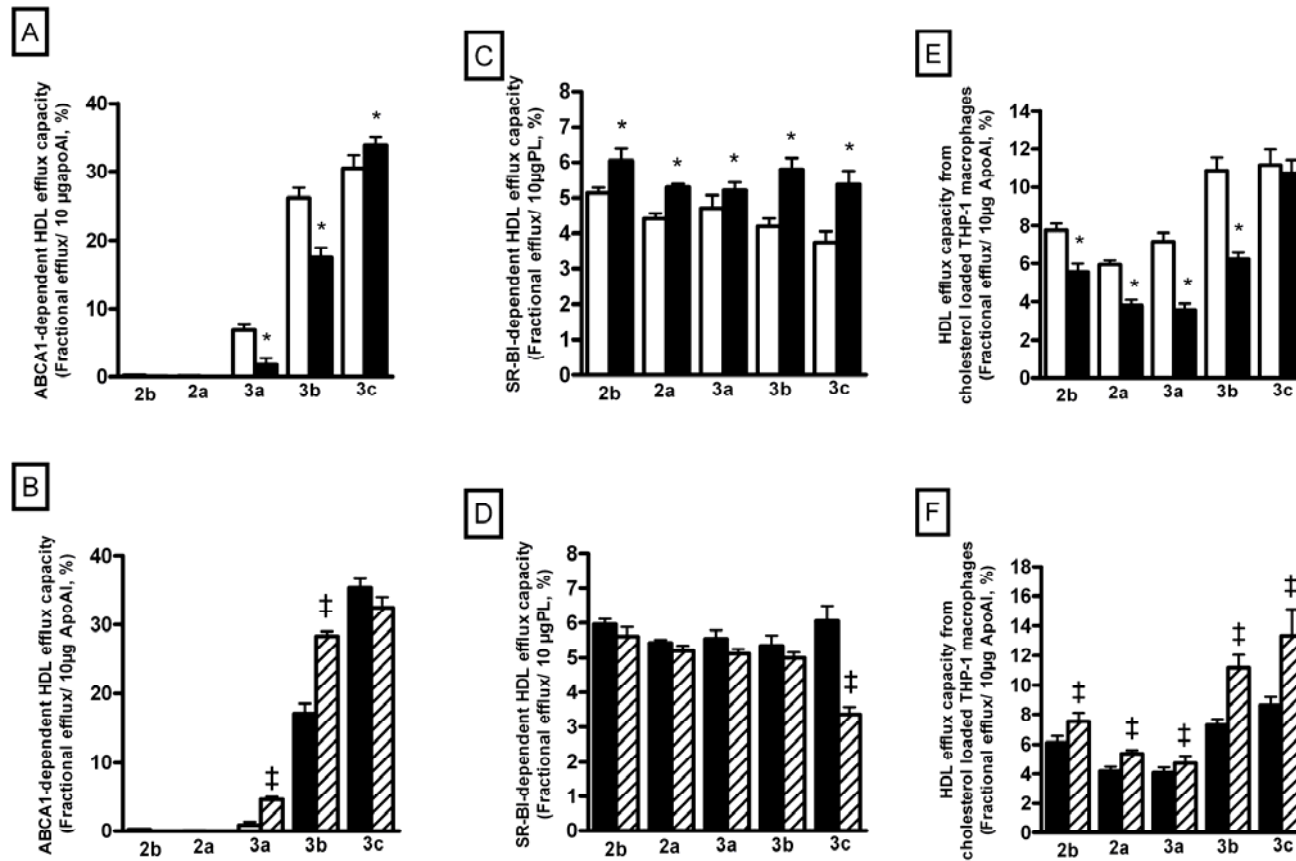 A
ABCA1-dependent HDL efflux capacity
(Fractional efflux/ 10 µgapoAI, %)
40
30
20
10
0
*
*
*
2b 2a 3a 3b 3c
C
SR-BI-dependent HDL efflux capacity
(Fractional efflux/ 10µgPL, %)
8
7
6
5
4
3
2
1
0
* * * * *
2b 2a 3a 3b 3c
E
HDL efflux capacity from
cholesterol loaded THP-1 macrophages
(Fractional efflux/ 10µg ApoAI, %)
14
12
10
8
6
4
2
0
* * * *
2b 2a 3a 3b 3c
B
ABCA1-dependent HDL efflux capacity
(Fractional efflux/ 10µg ApoAI, %)
40
30
20
10
0
‡ ‡
2b 2a 3a 3b 3c
D
SR-BI-dependent HDL efflux capacity
(Fractional efflux/ 10 µgPL, %)
8
7
6
5
4
3
2
1
0
‡
2b 2a 3a 3b 3c
F
HDL efflux capacity from
cholesterol loaded THP-1 macrophages
(Fractional efflux/ 10µg ApoAI, %)
18
16
14
12
10
8
6
4
2
0
‡ ‡ ‡ ‡ ‡
2b 2a 3a 3b 3c